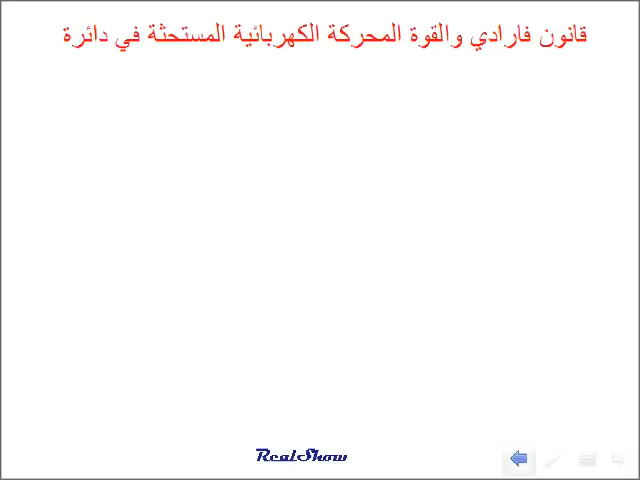 قانون فارادي والقوة المحركة الكهربائية المستحثة في دائرة
RealShow